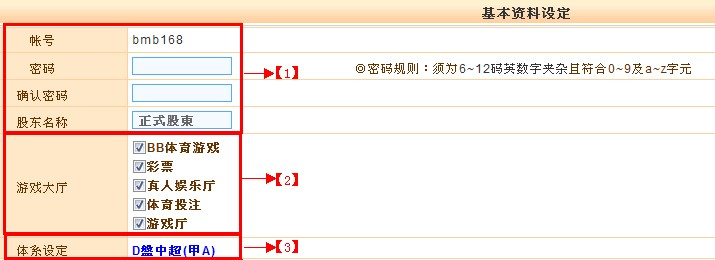 基本资料设定
帐号 bmb168
密码 【1】 ◎密码规则：须为6~12码英数字夹杂且符合0~9及a~z字元
确认密码
股东名称 正式股東
BB体育游戏
彩票
游戏大厅 真人娱乐厅 【2】
体育投注
游戏厅
体系设定 D盤中超(甲A) 【3】